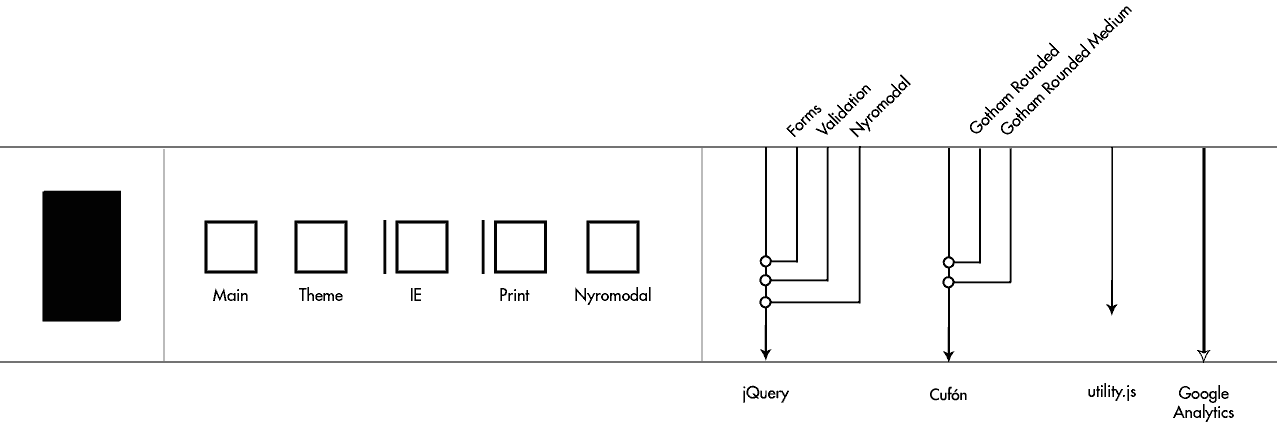 Forms
Validation
Nyromodal
Gotham Rounded
Gotham Rounded Medium
Main
Theme
IE
Print
Nyromodal
jQuery
Cufón
utility.js
Google
Analytics